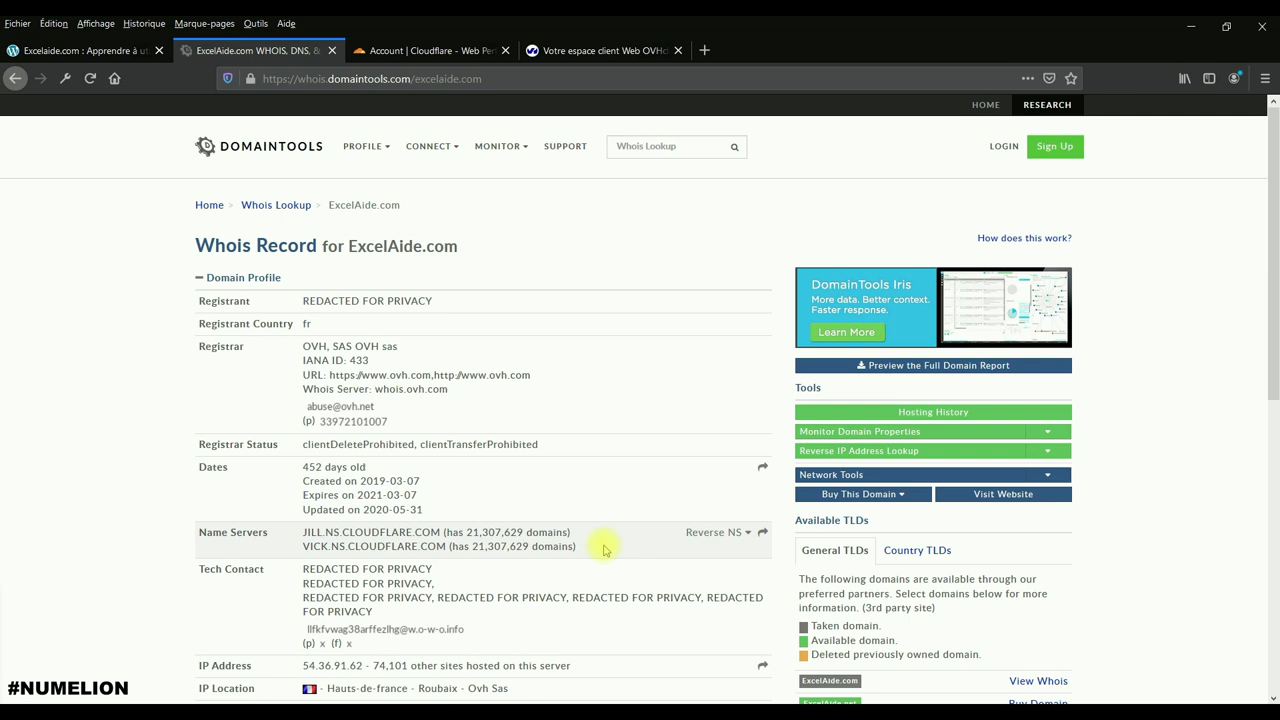 Fichier Édition Affichage Historique Marque-pages Outils Aide
Excelaide.com : Apprendre à ut
ExcelAide.com WHOIS, DNS, &
Account | Cloudflare - Web Per
Votre espace client Web OVHcl
https://whois.domaintools.com/excelaide.com
HOME RESEARCH
DOMAINTOOLS PROFILE CONNECT MONITOR SUPPORT Whois Lookup LOGIN Sign Up
Home > Whois Lookup > ExcelAide.com
Whois Record for ExcelAide.com
How does this work?
Domain Profile
Registrant REDACTED FOR PRIVACY
Registrant Country fr
Registrar OVH, SAS OVH sas
IANA ID: 433
URL: https://www.ovh.com,http://www.ovh.com
Whois Server: whois.ovh.com
abuse@ovh.net
(p) 33972101007
Registrar Status clientDeleteProhibited, clientTransferProhibited
Dates 452 days old
Created on 2019-03-07
Expires on 2021-03-07
Updated on 2020-05-31
Name Servers JILL.NS.CLOUDFLARE.COM (has 21,307,629 domains) Reverse NS
VICK.NS.CLOUDFLARE.COM (has 21,307,629 domains)
Tech Contact REDACTED FOR PRIVACY
REDACTED FOR PRIVACY,
REDACTED FOR PRIVACY, REDACTED FOR PRIVACY, REDACTED FOR PRIVACY, REDACTED
FOR PRIVACY
llfkfvwag38arffezlhg@w.o-w-o.info
(p) x (f) x
IP Address 54.36.91.62 - 74,101 other sites hosted on this server
IP Location - Hauts-de-france - Roubaix - Ovh Sas
DomainTools Iris
More data. Better context.
Faster response.
Learn More
Preview the Full Domain Report
Tools
Hosting History
Monitor Domain Properties
Reverse IP Address Lookup
Network Tools
Buy This Domain Visit Website
Available TLDs
General TLDs Country TLDs
The following domains are available through our
preferred partners. Select domains below for more
information. (3rd party site)
Taken domain.
Available domain.
Deleted previously owned domain.
ExcelAide.com View Whois
ExcelAide.net Buy Domain
#NUMELION